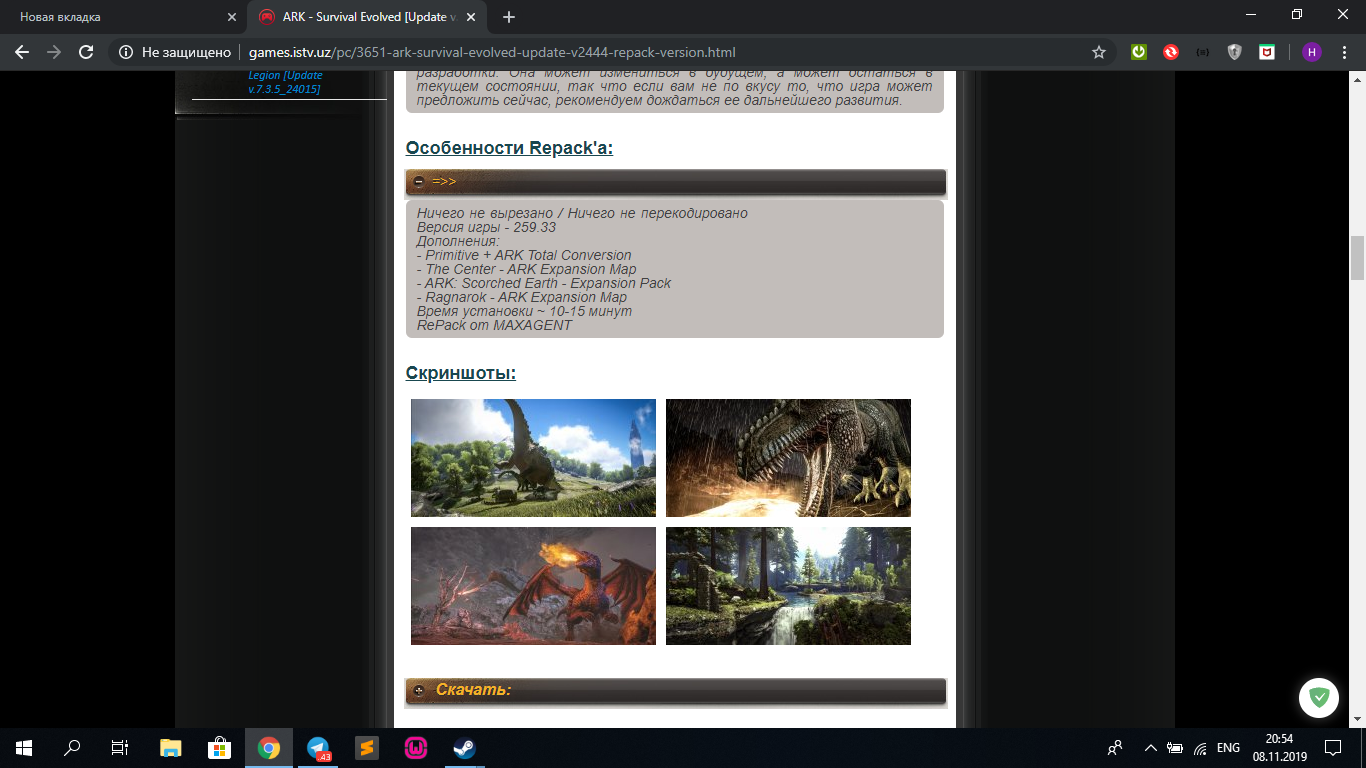 Новая вкладка
ARK - Survival Evolved [Update v
Не защищено
games.istv.uz/pc/3651-ark-survival-evolved-update-v2444-repack-version.html
H
Legion [Update
v.7.3.5_24015]
разработки. Она может измениться в будущем, а может остаться в
текущем состоянии, так что если вам не по вкусу то, что игра может
предложить сейчас, рекомендуем дождаться ее дальнейшего развития.
Особенности Repack'а:
=>>
Ничего не вырезано / Ничего не перекодировано
Версия игры - 259.33
Дополнения:
- Primitive + ARK Total Conversion
- The Center - ARK Expansion Map
- ARK: Scorched Earth - Expansion Pack
- Ragnarok - ARK Expansion Map
Время установки ~ 10-15 минут
RePack от MAXAGENT
Скриншоты:
Скачать:
43
ENG
20:54
08.11.2019